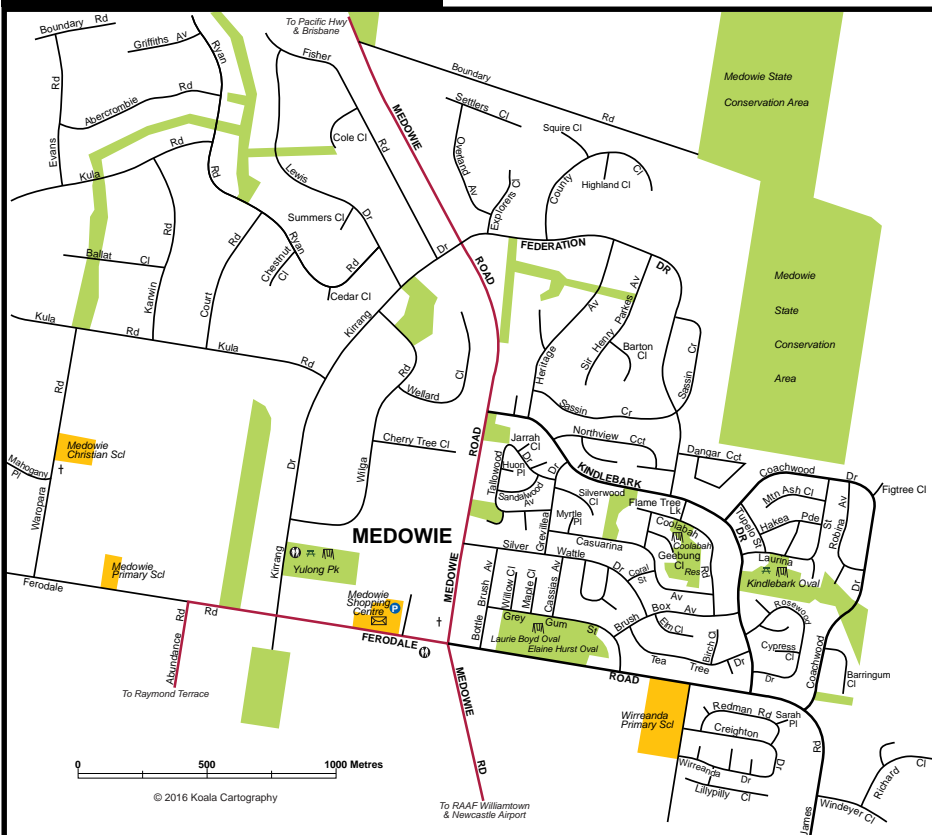 To Pacific Hwy
& Brisbane
Boundary Rd
Griffiths Av
Ryan
Rd
Fisher
Rd
MEDOWIE
Boundary
Rd
Medowie State
Conservation Area
Evans
Rd
Abercrombie
Rd
Settlers Cl
Squire Cl
Cole Cl
Overland
Av
Kula
Rd
Lewis
Dr
Explorers Cl
County
Highland Cl
Cl
Summers Cl
Karwin
Rd
Court
Rd
Chestnut
Cl
Ryan
Rd
Cedar Cl
Ballat Cl
Dr
ROAD
FEDERATION
DR
Medowie
State
Conservation
Area
Kula
Rd
Kula
Rd
Kirrang
Rd
Wellard
Cl
Heritage
Av
Sir Henry
Parkes
Av
Barton
Cl
Sassin
Cr
Sassin
Cr
Rd
Medowie
Christian Scl
Mahogany
Pl
Waropara
Dr
Wilga
Cherry Tree Cl
ROAD
Jarrah
Cl
Northview Cct
Dangar Cct
Tallowood
Dr
Huon
Pl
Sandalwood
Av
Dr
KINDLEBARK
DR
Coachwood
Dr
Figtree Cl
Mtn Ash Cl
Silverwood
Cl
Flame Tree
Lk
Tupelo St
Hakea
Pde
St
Robina
Av
Myrtle
Pl
Grevillea
Coolabah
Coolabah
Res
Geebung
Cl
Rd
Laurina
Kindlebark Oval
MEDOWIE
Silver
Wattle
Casuarina
Dr
Coral
St
Av
Dr
Medowie
Primary Scl
Kirrang
Yulong Pk
MEDOWIE
Bottle
Brush
Av
Willow Cl
Maple Cl
Cassias
Av
Brush
Box
Av
Rosewood
Dr
Ferodale
Rd
Medowie
Shopping
Centre
P
Grey
Gum
St
Laurie Boyd Oval
Elaine Hurst Oval
Elm Cl
Birch Cl
Cypress
Cl
Coachwood
FERODALE
ROAD
Tea
Tree
Dr
Barringum
Cl
Abundance
Rd
To Raymond Terrace
MEDOWIE
RD
Wirreanda
Primary Scl
Redman Rd
Sarah
Pl
Creighton
Dr
Rd
Wirreanda
Dr
Lillypilly Cl
Richard
Cl
0 500 1000 Metres
© 2016 Koala Cartography
To RAAF Williamtown
& Newcastle Airport
James
Windeyer Cl